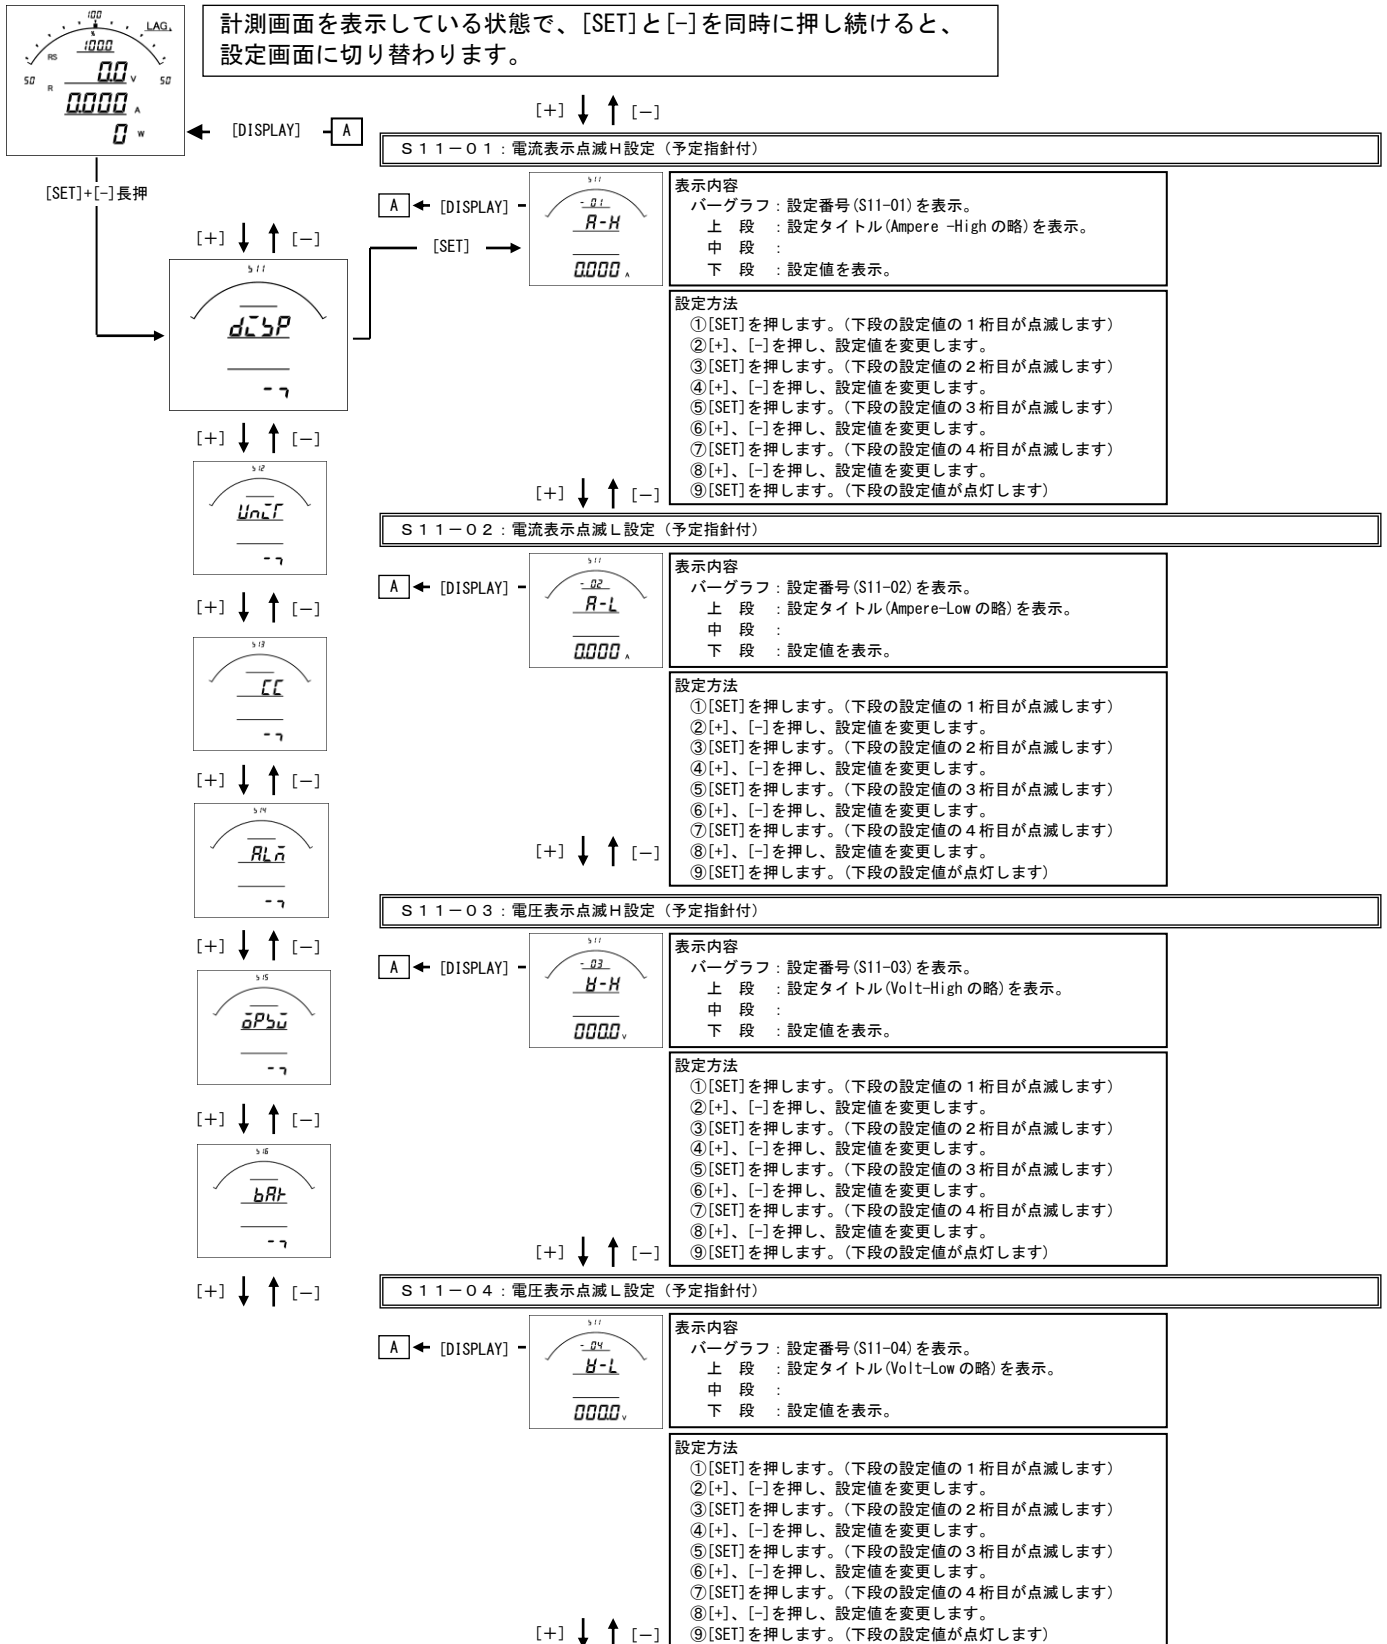 計測画面を表示している状態で、[SET]と[-]を同時に押し続けると、
設定画面に切り替わります。
100
LAG
%
100.0
RS
50
0.0 V
50
R
0.000 A
0 W
[DISPLAY]
A
[SET]+[-]長押
[+] [-]
S11
dISP
[SET]
[+] [-]
S12
UnIT
[+] [-]
S13
CC
[+] [-]
S14
ALm
[+] [-]
S15
[+] [-]
S16
bAt
[+] [-]
[+] [-]
S11-01:電流表示点滅H設定(予定指針付)
A
[DISPLAY]
S11
-01
A-H
0.000 A
表示内容
バーグラフ:設定番号(S11-01)を表示。
上 段 :設定タイトル(Ampere -Highの略)を表示。
中 段 :
下 段 :設定値を表示。
設定方法
①[SET]を押します。(下段の設定値の1桁目が点滅します)
②[+]、[-]を押し、設定値を変更します。
③[SET]を押します。(下段の設定値の2桁目が点滅します)
④[+]、[-]を押し、設定値を変更します。
⑤[SET]を押します。(下段の設定値の3桁目が点滅します)
⑥[+]、[-]を押し、設定値を変更します。
⑦[SET]を押します。(下段の設定値の4桁目が点滅します)
⑧[+]、[-]を押し、設定値を変更します。
⑨[SET]を押します。(下段の設定値が点灯します)
[+] [-]
S11-02:電流表示点滅L設定(予定指針付)
A
[DISPLAY]
S11
-02
A-L
0.000 A
表示内容
バーグラフ:設定番号(S11-02)を表示。
上 段 :設定タイトル(Ampere-Lowの略)を表示。
中 段 :
下 段 :設定値を表示。
設定方法
①[SET]を押します。(下段の設定値の1桁目が点滅します)
②[+]、[-]を押し、設定値を変更します。
③[SET]を押します。(下段の設定値の2桁目が点滅します)
④[+]、[-]を押し、設定値を変更します。
⑤[SET]を押します。(下段の設定値の3桁目が点滅します)
⑥[+]、[-]を押し、設定値を変更します。
⑦[SET]を押します。(下段の設定値の4桁目が点滅します)
⑧[+]、[-]を押し、設定値を変更します。
⑨[SET]を押します。(下段の設定値が点灯します)
[+] [-]
S11-03:電圧表示点滅H設定(予定指針付)
A
[DISPLAY]
S11
-03
V-H
000.0 V
表示内容
バーグラフ:設定番号(S11-03)を表示。
上 段 :設定タイトル(Volt-Highの略)を表示。
中 段 :
下 段 :設定値を表示。
設定方法
①[SET]を押します。(下段の設定値の1桁目が点滅します)
②[+]、[-]を押し、設定値を変更します。
③[SET]を押します。(下段の設定値の2桁目が点滅します)
④[+]、[-]を押し、設定値を変更します。
⑤[SET]を押します。(下段の設定値の3桁目が点滅します)
⑥[+]、[-]を押し、設定値を変更します。
⑦[SET]を押します。(下段の設定値の4桁目が点滅します)
⑧[+]、[-]を押し、設定値を変更します。
⑨[SET]を押します。(下段の設定値が点灯します)
[+] [-]
S11-04:電圧表示点滅L設定(予定指針付)
A
[DISPLAY]
S11
-04
V-L
000.0 V
表示内容
バーグラフ:設定番号(S11-04)を表示。
上 段 :設定タイトル(Volt-Lowの略)を表示。
中 段 :
下 段 :設定値を表示。
設定方法
①[SET]を押します。(下段の設定値の1桁目が点滅します)
②[+]、[-]を押し、設定値を変更します。
③[SET]を押します。(下段の設定値の2桁目が点滅します)
④[+]、[-]を押し、設定値を変更します。
⑤[SET]を押します。(下段の設定値の3桁目が点滅します)
⑥[+]、[-]を押し、設定値を変更します。
⑦[SET]を押します。(下段の設定値の4桁目が点滅します)
⑧[+]、[-]を押し、設定値を変更します。
⑨[SET]を押します。(下段の設定値が点灯します)
[+] [-]